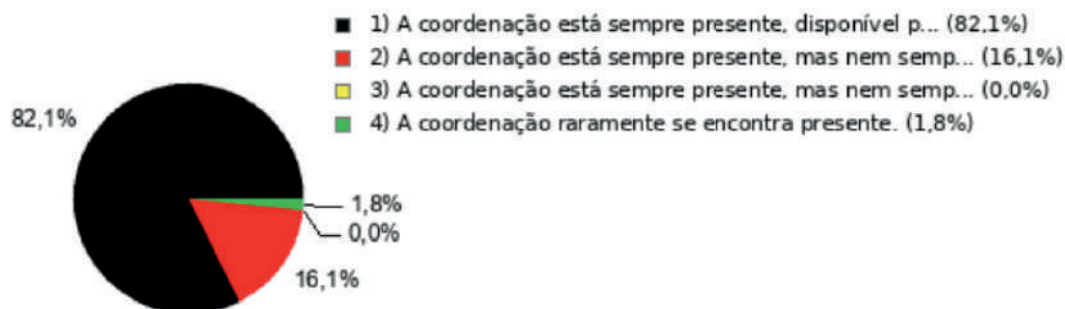 1) A coordenação está sempre presente, disponível p... (82,1%)
2) A coordenação está sempre presente, mas nem semp... (16,1%)
3) A coordenação está sempre presente, mas nem semp... (0,0%)
4) A coordenação raramente se encontra presente. (1,8%)
82,1%
1,8%
0,0%
16,1%